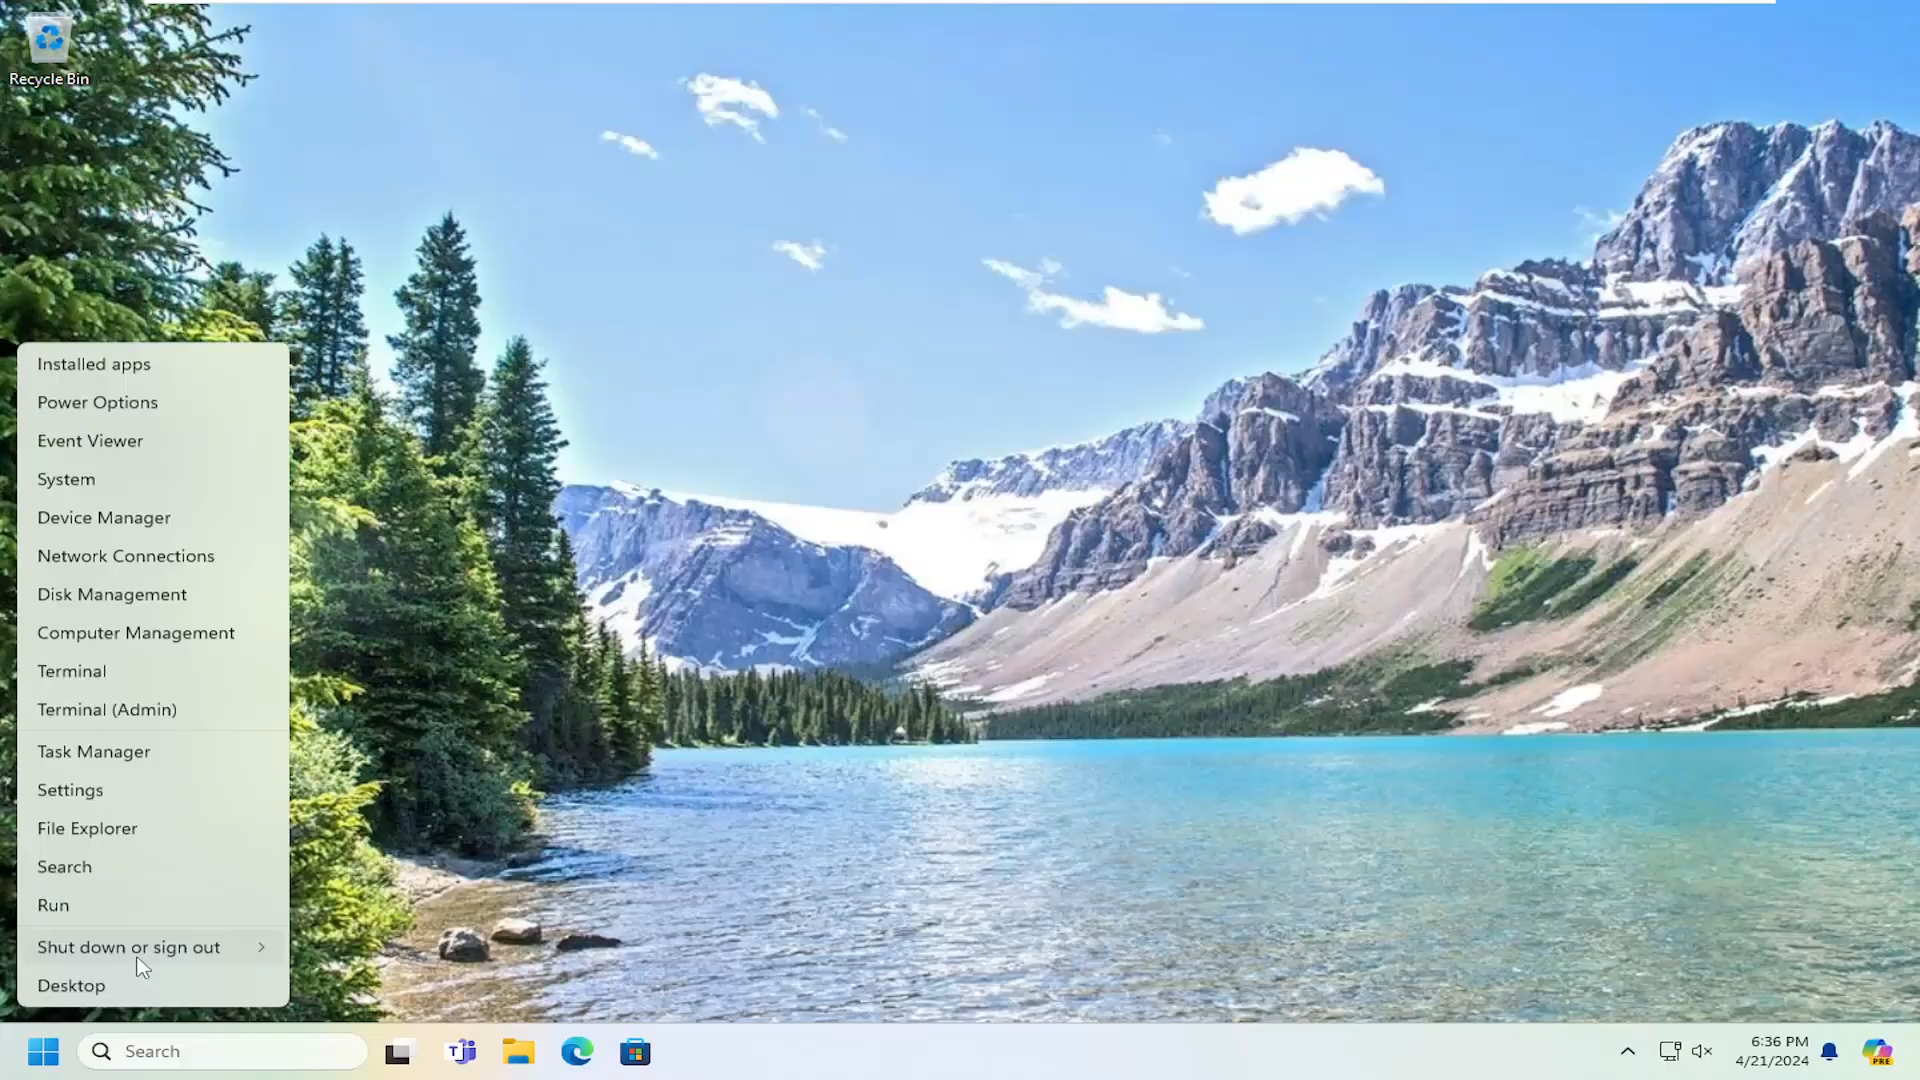 Recycle Bin
Installed apps
Power Options
Event Viewer
System
Device Manager
Network Connections
Disk Management
Computer Management
Terminal
Terminal (Admin)
Task Manager
Settings
File Explorer
Search
Run
Shut down or sign out
Desktop
Search
T
6:36 PM
4/21/2024
PRE